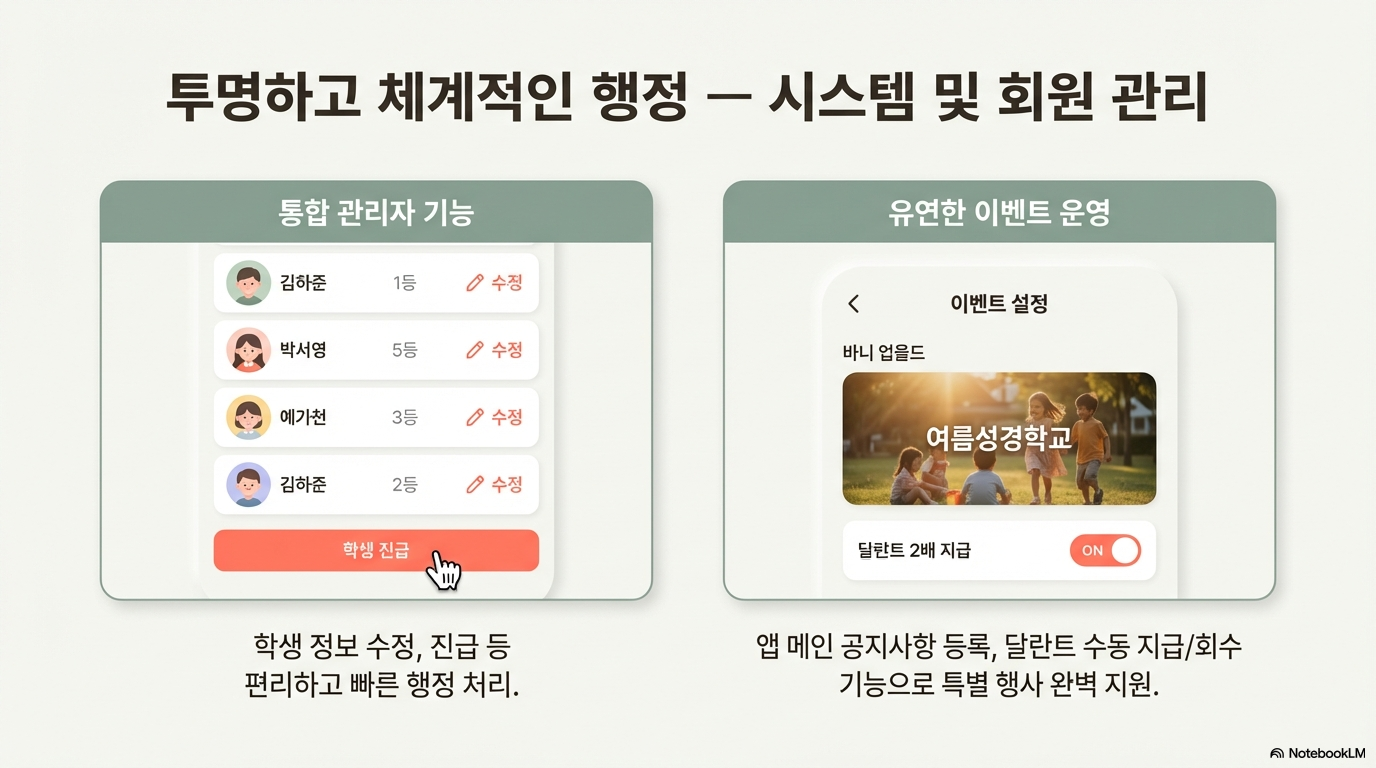 투명하고 체계적인 행정 — 시스템 및 회원 관리
통합 관리자 기능
김하준 1등 수정
박서영 5등 수정
예가천 3등 수정
김하준 2등 수정
학생 진급
학생 정보 수정, 진급 등
편리하고 빠른 행정 처리.
유연한 이벤트 운영
이벤트 설정
바니 업을드
여름성경학교
달란트 2배 지급 ON
앱 메인 공지사항 등록, 달란트 수동 지급/회수
기능으로 특별 행사 완벽 지원.
NotebookLM